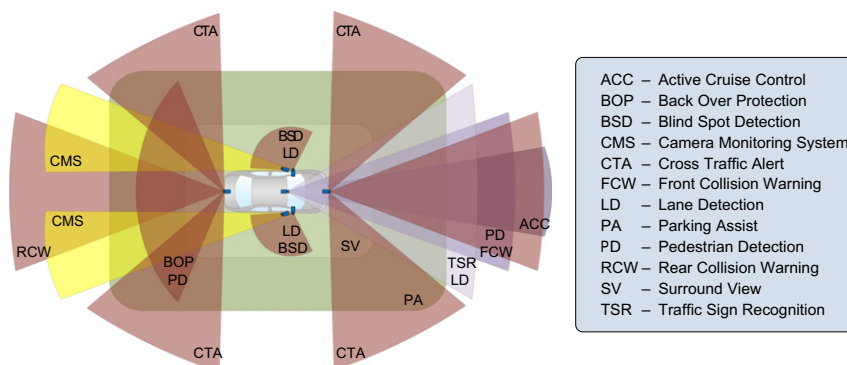 CTA
CTA
BSD
LD
CMS
CMS
LD
BSD
SV
RCW
BOP
PD
PD
FCW
ACC
TSR
LD
PA
CTA
CTA
ACC – Active Cruise Control
BOP – Back Over Protection
BSD – Blind Spot Detection
CMS – Camera Monitoring System
CTA – Cross Traffic Alert
FCW – Front Collision Warning
LD – Lane Detection
PA – Parking Assist
PD – Pedestrian Detection
RCW – Rear Collision Warning
SV – Surround View
TSR – Traffic Sign Recognition